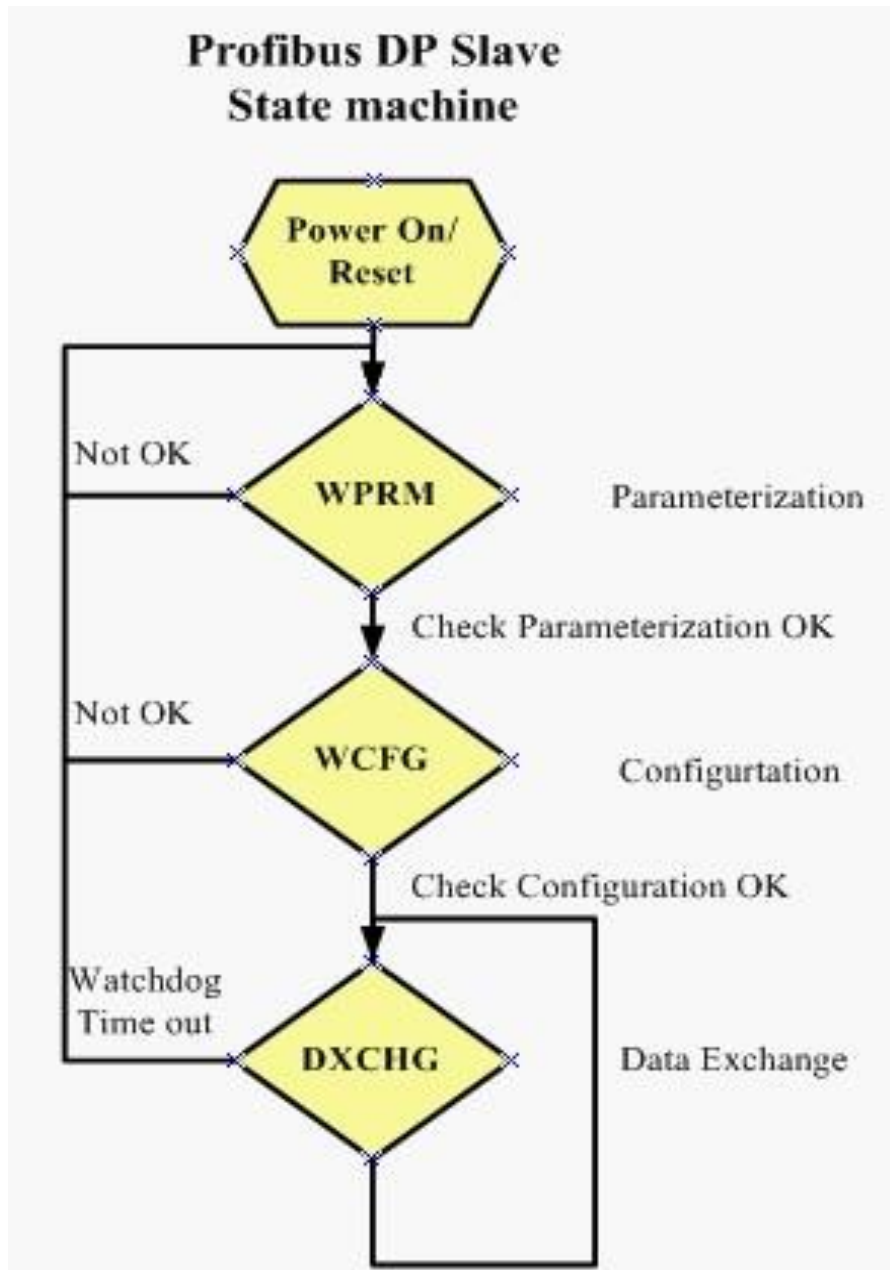 Profibus DP Slave
State machine
Power On/
Reset
Not OK
WPRM
Parameterization
Check Parameterization OK
Not OK
WCFG
Configurtation
Check Configuration OK
Watchdog
Time out
DXCHG
Data Exchange